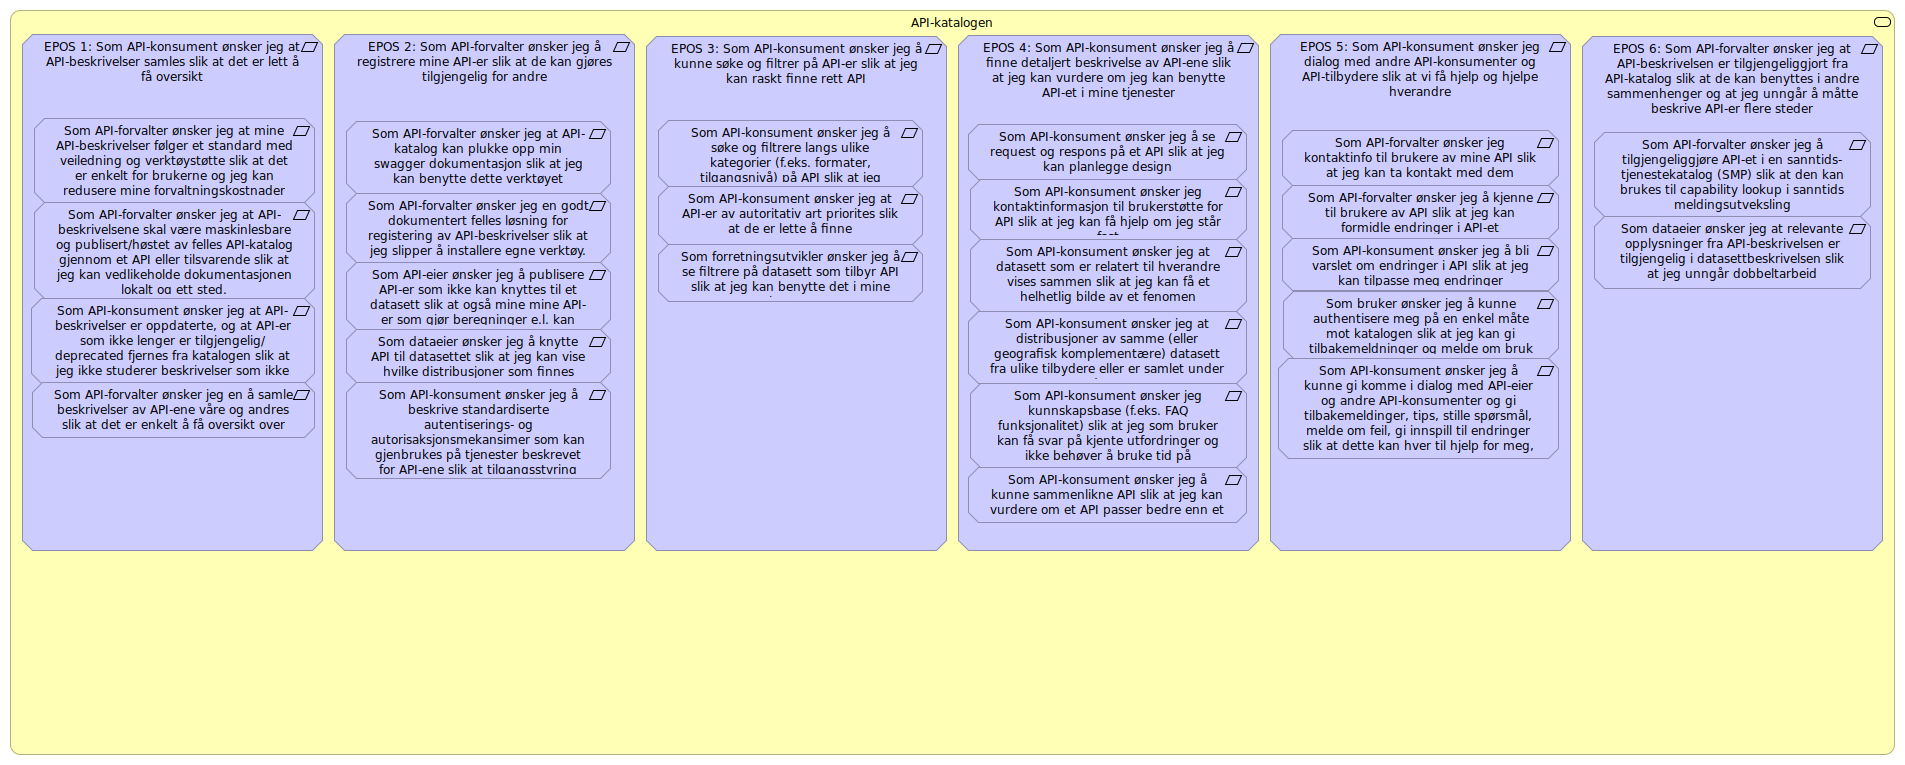 API-katalogen
EPOS 1: Som API-konsument ønsker jeg at
API-beskrivelser samles slik at det er lett å
få oversikt
Som API-forvalter ønsker jeg at mine
API-beskrivelser følger et standard med
veiledning og verktøystøtte slik at det
er enkelt for brukerne og jeg kan
redusere mine forvaltningskostnader
Som API-forvalter ønsker jeg at API-
beskrivelsene skal være maskinlesbare
og publisert/høstet av felles API-katalog
gjennom et API eller tilsvarende slik at
jeg kan vedlikeholde dokumentasjonen
lokalt og ett sted.
Som API-konsument ønsker jeg at API-
beskrivelser er oppdaterte, og at API-er
som ikke lenger er tilgjengelig/
deprecated fjernes fra katalogen slik at
jeg ikke studerer beskrivelser som ikke
Som API-forvalter ønsker jeg en å samle
beskrivelser av API-ene våre og andres
slik at det er enkelt å få oversikt over
EPOS 2: Som API-forvalter ønsker jeg å
registrere mine API-er slik at de kan gjøres
tilgjengelig for andre
Som API-forvalter ønsker jeg at API-
katalog kan plukke opp min
swagger dokumentasjon slik at jeg
kan benytte dette verktøyet
Som API-forvalter ønsker jeg en godt
dokumentert felles løsning for
registering av API-beskrivelser slik at
jeg slipper å installere egne verktøy.
Som API-eier ønsker jeg å publisere
API-er som ikke kan knyttes til et
datasett slik at også mine mine API-
er som gjør beregninger e.l. kan
Som dataeier ønsker jeg å knytte
API til datasettet slik at jeg kan vise
hvilke distribusjoner som finnes
Som API-konsument ønsker jeg å
beskrive standardiserte
autentiserings- og
autorisaksjonsmekansimer som kan
gjenbrukes på tjenester beskrevet
for API-ene slik at tilgangsstyring
EPOS 3: Som API-konsument ønsker jeg å
kunne søke og filtrer på API-er slik at jeg
kan raskt finne rett API
Som API-konsument ønsker jeg å
søke og filtrere langs ulike
kategorier (f.eks. formater,
tilgangsnivå) på API slik at jeg
Som API-konsument ønsker jeg at
API-er av autoritativ art priorites slik
at de er lette å finne
Som forretningsutvikler ønsker jeg å
se filtrere på datasett som tilbyr API
slik at jeg kan benytte det i mine
EPOS 4: Som API-konsument ønsker jeg å
finne detaljert beskrivelse av API-ene slik
at jeg kan vurdere om jeg kan benytte
API-et i mine tjenester
Som API-konsument ønsker jeg å se
request og respons på et API slik at jeg
kan planlegge design
Som API-konsument ønsker jeg
kontaktinformasjon til brukerstøtte for
API slik at jeg kan få hjelp om jeg står
Som API-konsument ønsker jeg at
datasett som er relatert til hverandre
vises sammen slik at jeg kan få et
helhetlig bilde av et fenomen
Som API-konsument ønsker jeg at
distribusjoner av samme (eller
geografisk komplementære) datasett
fra ulike tilbydere eller er samlet under
Som API-konsument ønsker jeg
kunnskapsbase (f.eks. FAQ
funksjonalitet) slik at jeg som bruker
kan få svar på kjente utfordringer og
ikke behøver å bruke tid på
Som API-konsument ønsker jeg å
kunne sammenlikne API slik at jeg kan
vurdere om et API passer bedre enn et
EPOS 5: Som API-konsument ønsker jeg
dialog med andre API-konsumenter og
API-tilbydere slik at vi få hjelp og hjelpe
hverandre
Som API-forvalter ønsker jeg
kontaktinfo til brukere av mine API slik
at jeg kan ta kontakt med dem
Som API-forvalter ønsker jeg å kjenne
til brukere av API slik at jeg kan
formidle endringer i API-et
Som API-konsument ønsker jeg å bli
varslet om endringer i API slik at jeg
kan tilpasse meg endringer
Som bruker ønsker jeg å kunne
authentisere meg på en enkel måte
mot katalogen slik at jeg kan gi
tilbakemeldninger og melde om bruk
Som API-konsument ønsker jeg å
kunne gi komme i dialog med API-eier
og andre API-konsumenter og gi
tilbakemeldinger, tips, stille spørsmål,
melde om feil, gi innspill til endringer
slik at dette kan hver til hjelp for meg,
EPOS 6: Som API-forvalter ønsker jeg at
API-beskrivelsen er tilgjengeliggjort fra
API-katalog slik at de kan benyttes i andre
sammenhenger og at jeg unngår å måtte
beskrive API-er flere steder
Som API-forvalter ønsker jeg å
tilgjengeliggjøre API-et i en sanntids-
tjenestekatalog (SMP) slik at den kan
brukes til capability lookup i sanntids
meldingsutveksling
Som dataeier ønsker jeg at relevante
opplysninger fra API-beskrivelsen er
tilgjengelig i datasettbeskrivelsen slik
at jeg unngår dobbeltarbeid